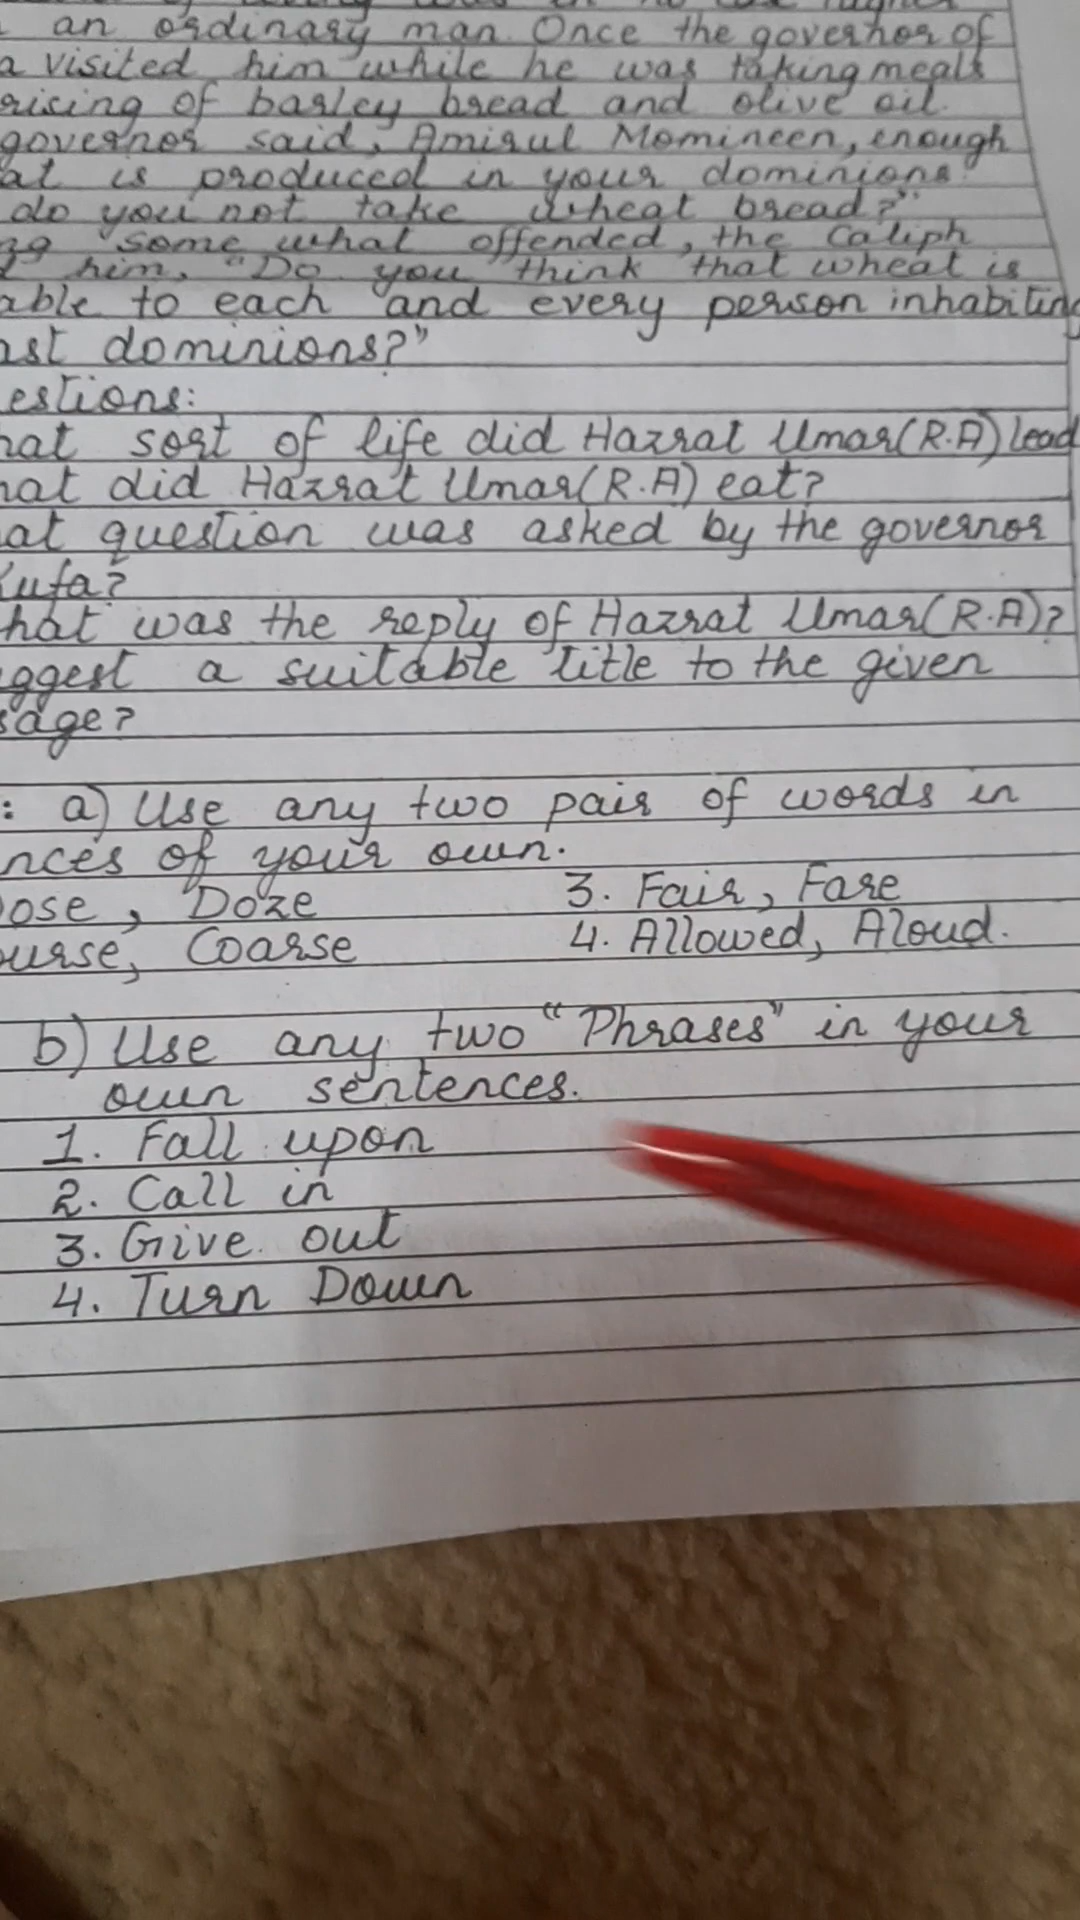 an ordinary man. Once the governor of
a visited him while he was taking meals
rising of barley bread and olive oil.
governor said, Amirul Momineen, enough
at is produced in your dominions.
do you not take wheat bread?"
ng some what offended, the Caliph
d him, "Do you think that wheat is
able to each and every person inhabiting
ast dominions?"
estions:
hat sort of life did Hazrat Umar(R.A) lead
hat did Hazrat Umar(R.A) eat?
at question was asked by the governor
Kufa?
hat was the reply of Hazrat Umar(R.A)?
uggest a suitable title to the given
sage?
: a) Use any two pair of words in
nces of your own.
ose, Doze 3. Fair, Fare
ourse, Coarse 4. Allowed, Aloud.
b) Use any two "Phrases" in your
own sentences.
1. Fall upon
2. Call in
3. Give out
4. Turn Down